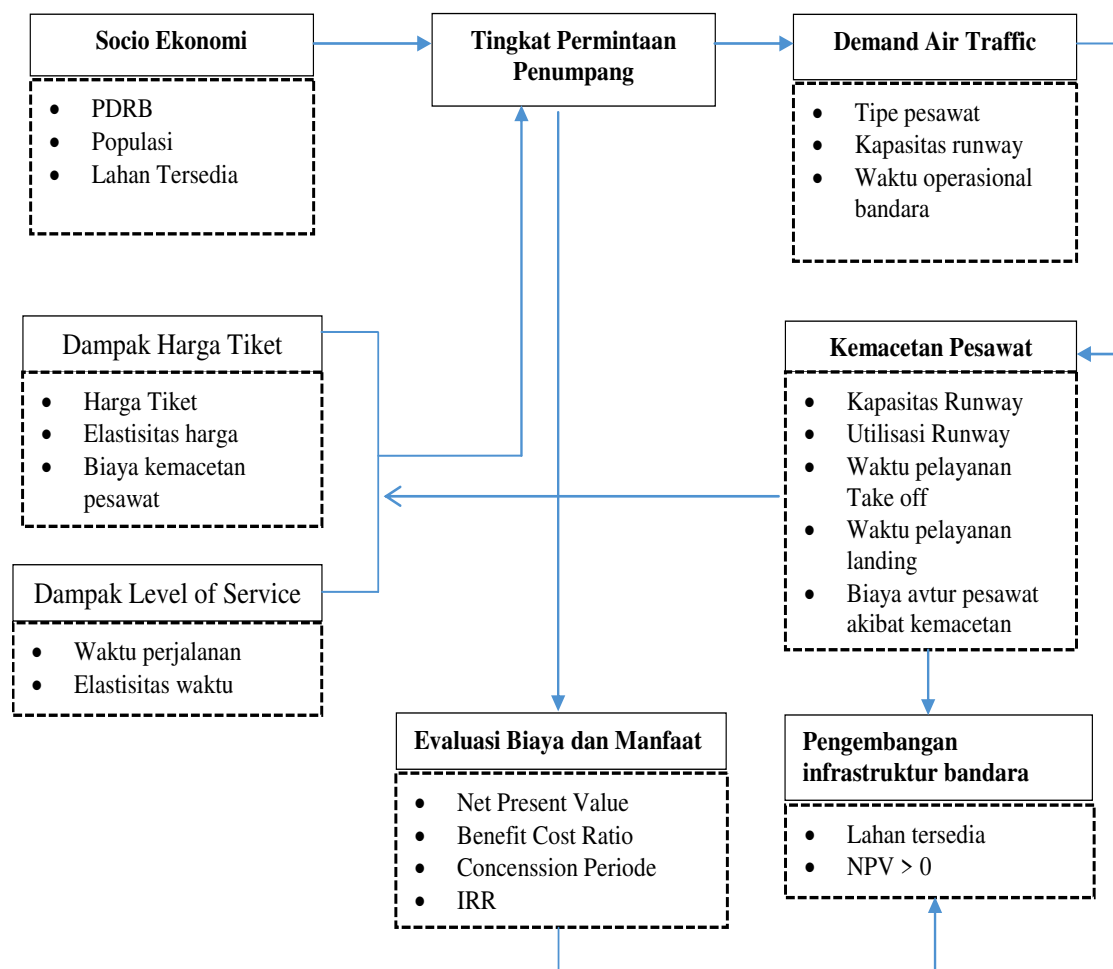 Socio Ekonomi
• PDRB
• Populasi
• Lahan Tersedia
Tingkat Permintaan
Penumpang
Demand Air Traffic
• Tipe pesawat
• Kapasitas runway
• Waktu operasional
bandara
Dampak Harga Tiket
• Harga Tiket
• Elastisitas harga
• Biaya kemacetan
pesawat
Kemacetan Pesawat
• Kapasitas Runway
• Utilisasi Runway
• Waktu pelayanan
Take off
• Waktu pelayanan
landing
• Biaya avtur pesawat
akibat kemacetan
Dampak Level of Service
• Waktu perjalanan
• Elastisitas waktu
Evaluasi Biaya dan Manfaat
• Net Present Value
• Benefit Cost Ratio
• Concenssion Periode
• IRR
Pengembangan
infrastruktur bandara
• Lahan tersedia
• NPV > 0